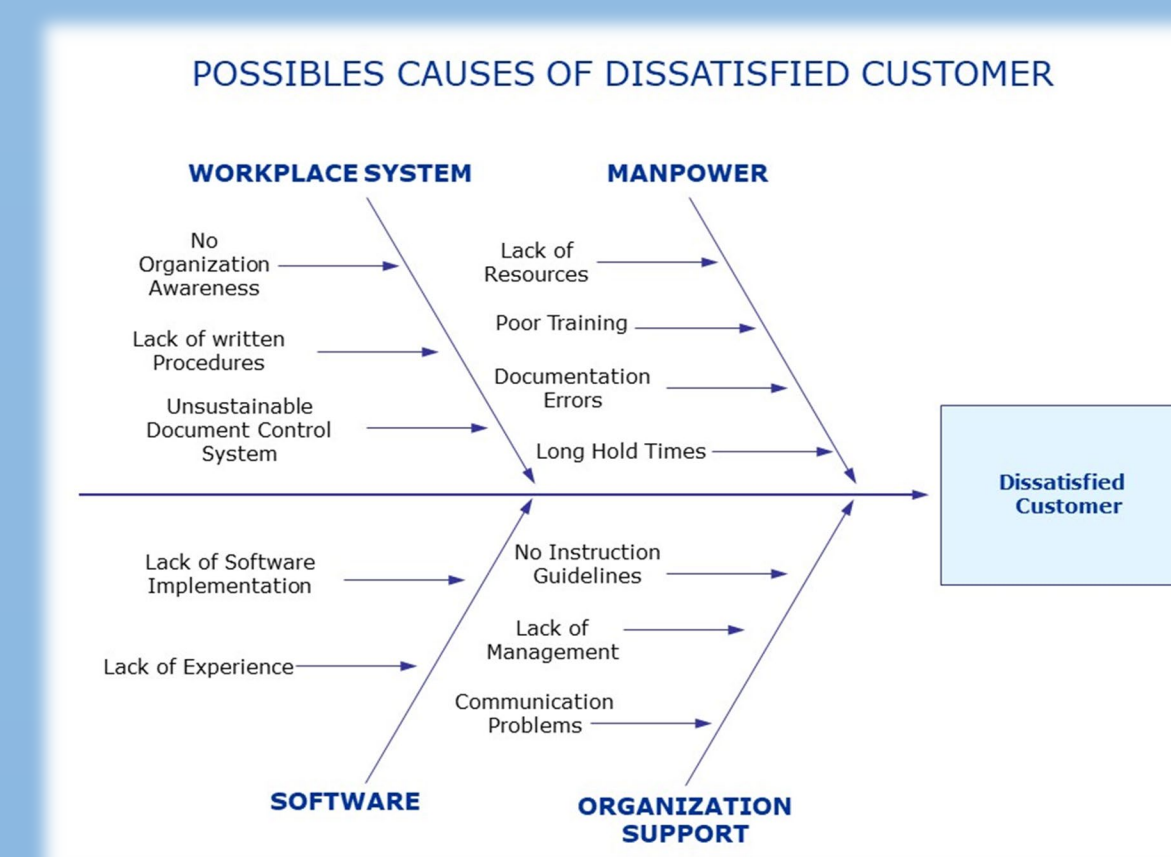 POSSIBLES CAUSES OF DISSATISFIED CUSTOMER
WORKPLACE SYSTEM
No
Organization
Awareness
Lack of written
Procedures
Unsustainable
Document Control
System
MANPOWER
Lack of
Resources
Poor Training
Documentation
Errors
Long Hold Times
Dissatisfied
Customer
Lack of Software
Implementation
Lack of Experience
SOFTWARE
No Instruction
Guidelines
Lack of
Management
Communication
Problems
ORGANIZATION
SUPPORT